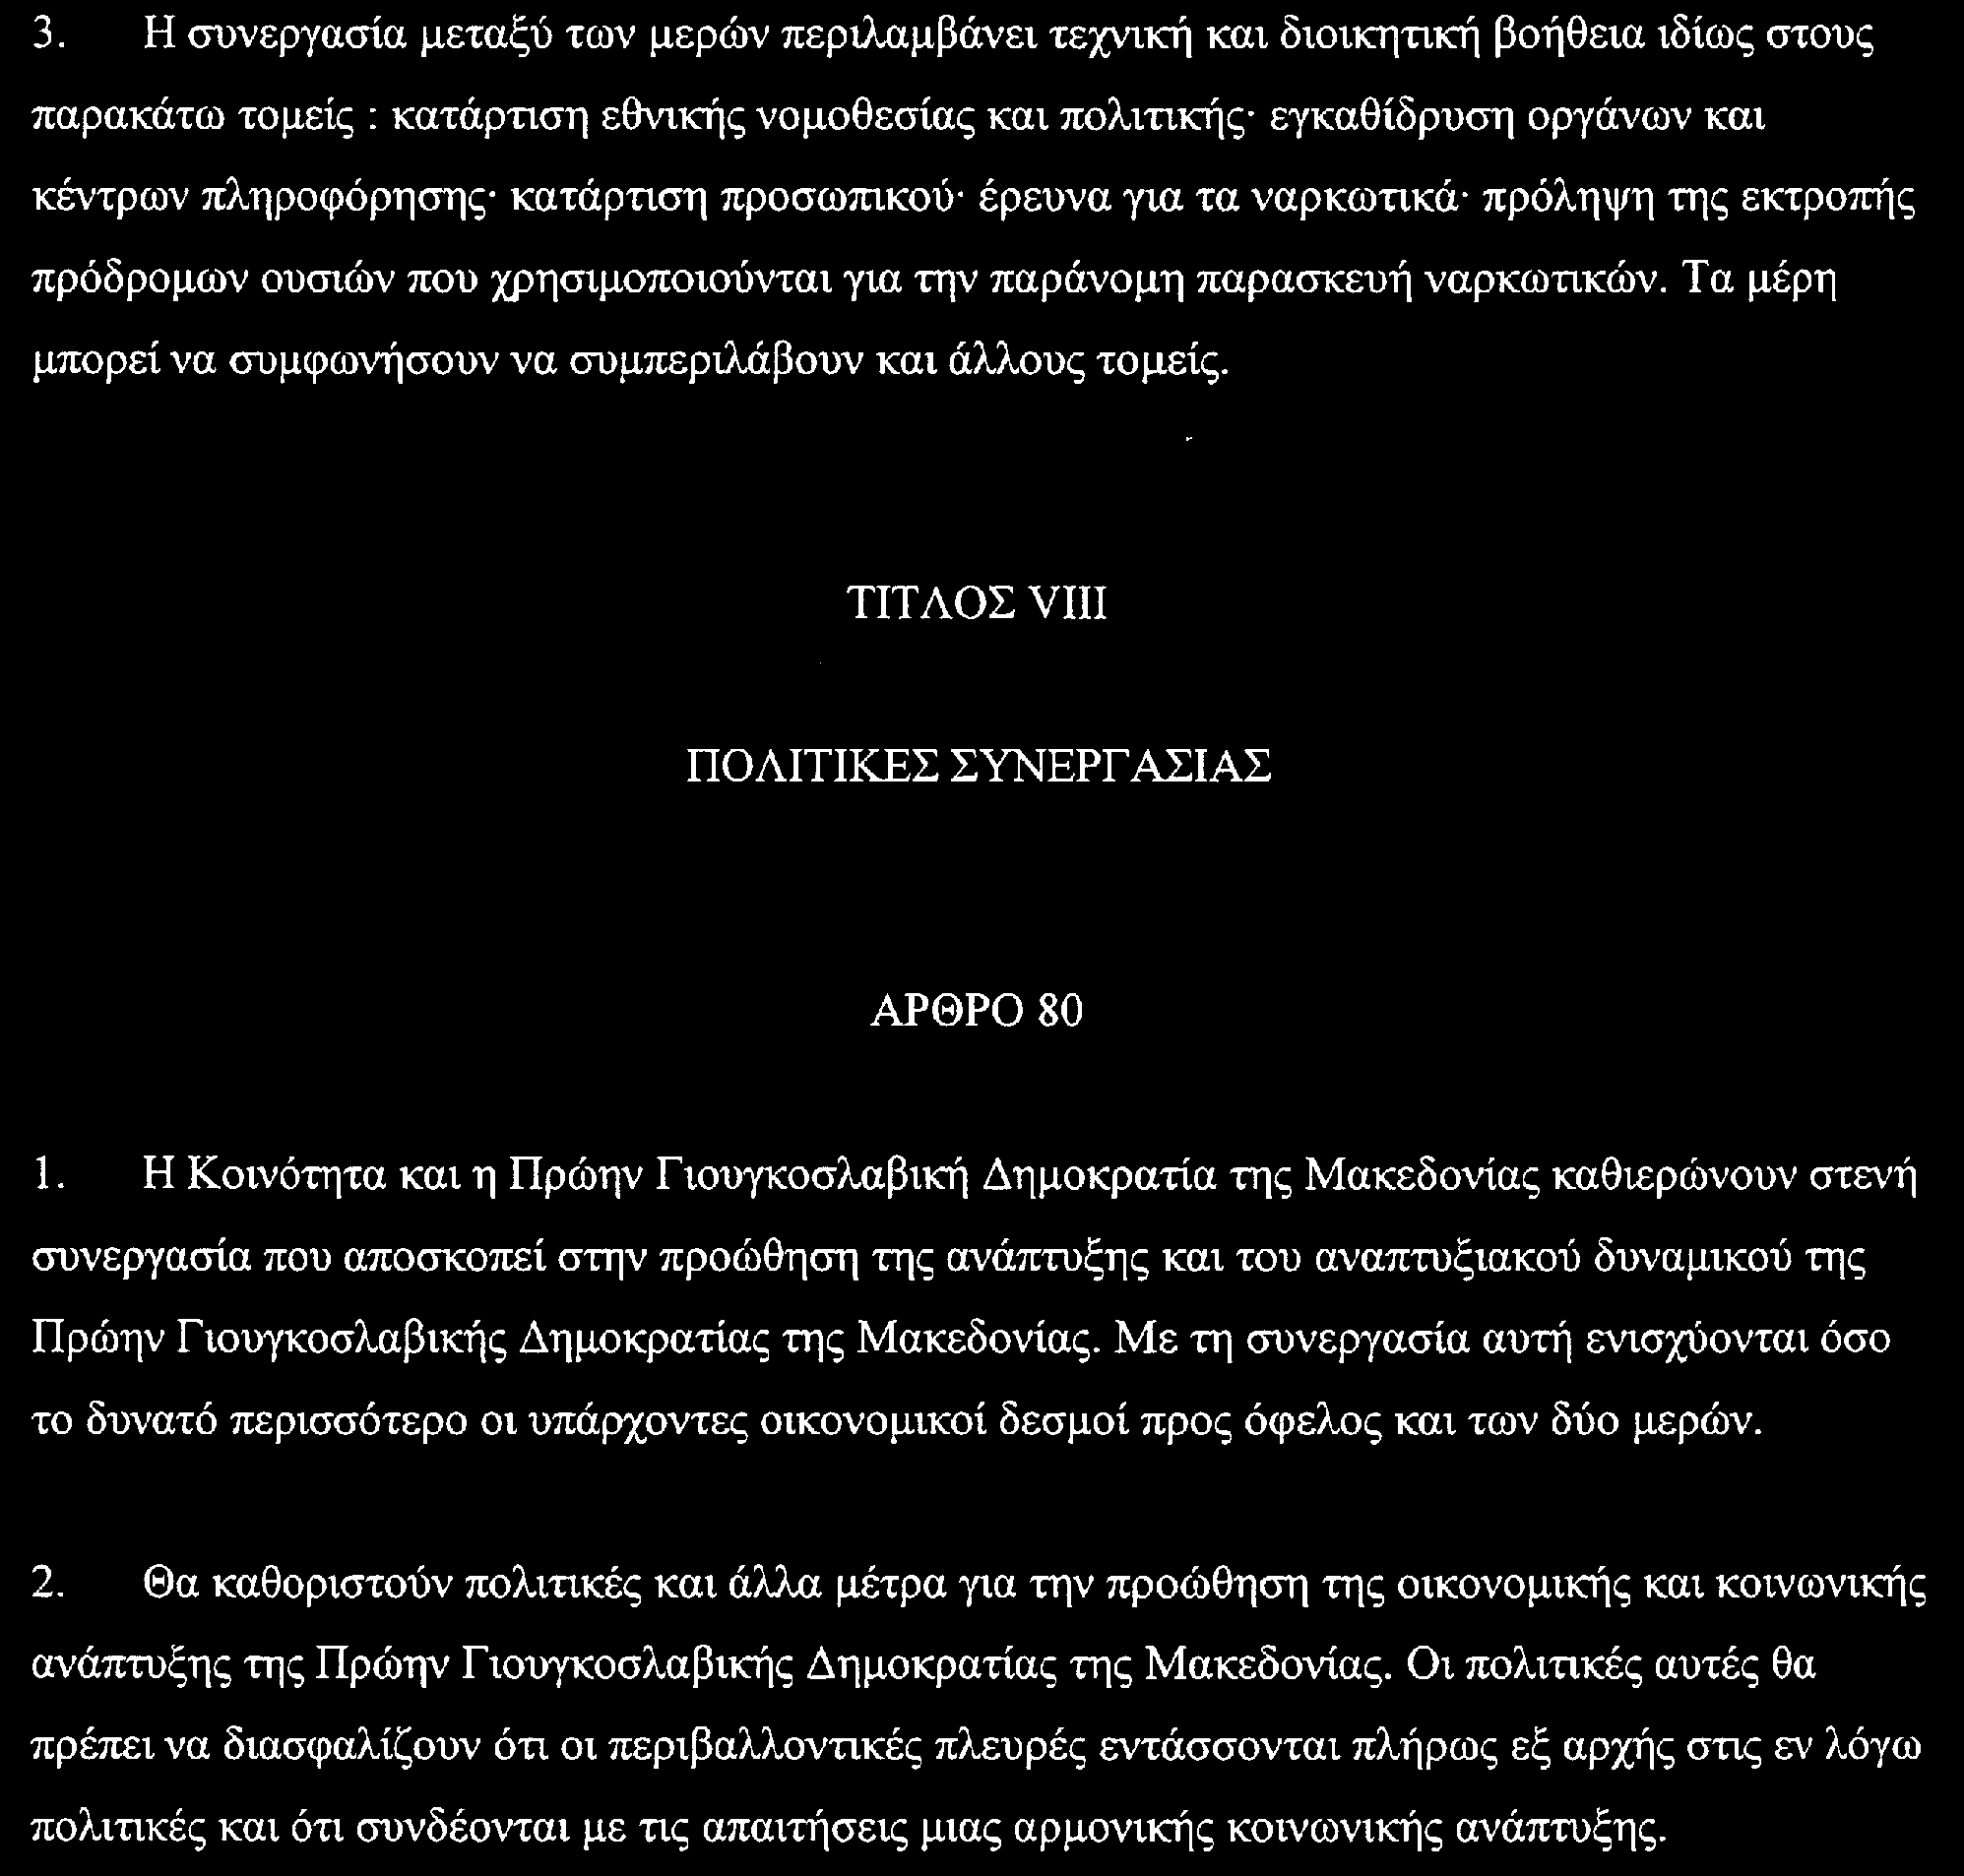 3. Η συνεργασία μεταξύ των μερών περιλαμβάνει τεχνική και διοικητική βοήθεια ιδίως στους
παρακάτω τομείς : κατάρτιση εθνικής νομοθεσίας και πολιτικής· εγκαθίδρυση οργάνων και
κέντρων πληροφόρησης· κατάρτιση προσωπικού· έρευνα για τα ναρκωτικά· πρόληψη της εκτροπής
πρόδρομων ουσιών που χρησιμοποιούνται για την παράνομη παρασκευή ναρκωτικών. Τα μέρη
μπορεί να συμφωνήσουν να συμπεριλάβουν και άλλους τομείς.
ΤΙΤΛΟΣ VIII
ΠΟΛΙΤΙΚΕΣ ΣΥΝΕΡΓΑΣΙΑΣ
ΑΡΘΡΟ 80
1. Η Κοινότητα και η Πρώην Γιουγκοσλαβική Δημοκρατία της Μακεδονίας καθιερώνουν στενή
συνεργασία που αποσκοπεί στην προώθηση της ανάπτυξης και του αναπτυξιακού δυναμικού της
Πρώην Γιουγκοσλαβικής Δημοκρατίας της Μακεδονίας. Με τη συνεργασία αυτή ενισχύονται όσο
το δυνατό περισσότερο οι υπάρχοντες οικονομικοί δεσμοί προς όφελος και των δύο μερών.
2. Θα καθοριστούν πολιτικές και άλλα μέτρα για την προώθηση της οικονομικής και κοινωνικής
ανάπτυξης της Πρώην Γιουγκοσλαβικής Δημοκρατίας της Μακεδονίας. Οι πολιτικές αυτές θα
πρέπει να διασφαλίζουν ότι οι περιβαλλοντικές πλευρές εντάσσονται πλήρως εξ αρχής στις εν λόγω
πολιτικές και ότι συνδέονται με τις απαιτήσεις μιας αρμονικής κοινωνικής ανάπτυξης.